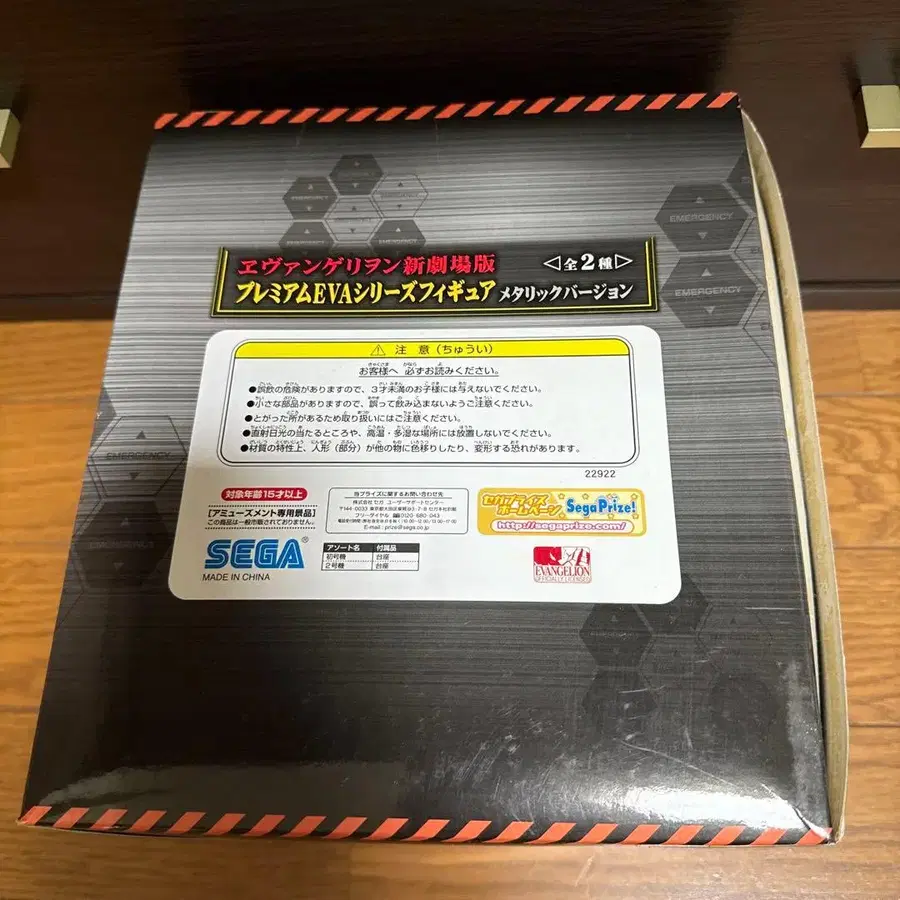 EMERGENCY
EMERGENCY
EMERGENCY
EMERGENCY
ヱヴァンゲリヲン新劇場版
◁全2種▷
プレミアムEVAシリーズフィギュア メタリックバージョン
⚠ 注意(ちゅうい)
お客様へ 必ずお読みください。
●誤飲の危険がありますので、3才未満のお子様には与えないでください。
●小さな部品がありますので、誤って飲み込まないようご注意ください。
●とがった所があるため取り扱いにはご注意ください。
●直射日光の当たるところや、高温・多湿な場所には放置しないでください。
●材質の特性上、人形(部分)が他の物に色移りしたり、変形する恐れがあります。
22922
対象年齢15才以上
【アミューズメント専用景品】
この商品は一般市販されておりません。
SEGA®
MADE IN CHINA
当プライズに関するお問い合わせ先
株式会社 セガ ユーザーサポートセンター
フリーダイヤル ☎0120-680-043
E-mail : prize@sega.co.jp
アソート名 付属品
初号機 台座
2号機 台座
セガプライズ
ホームページ
SegaPrize!
http://segaprize.com/
EVANGELION
OFFICIALLY LICENSED